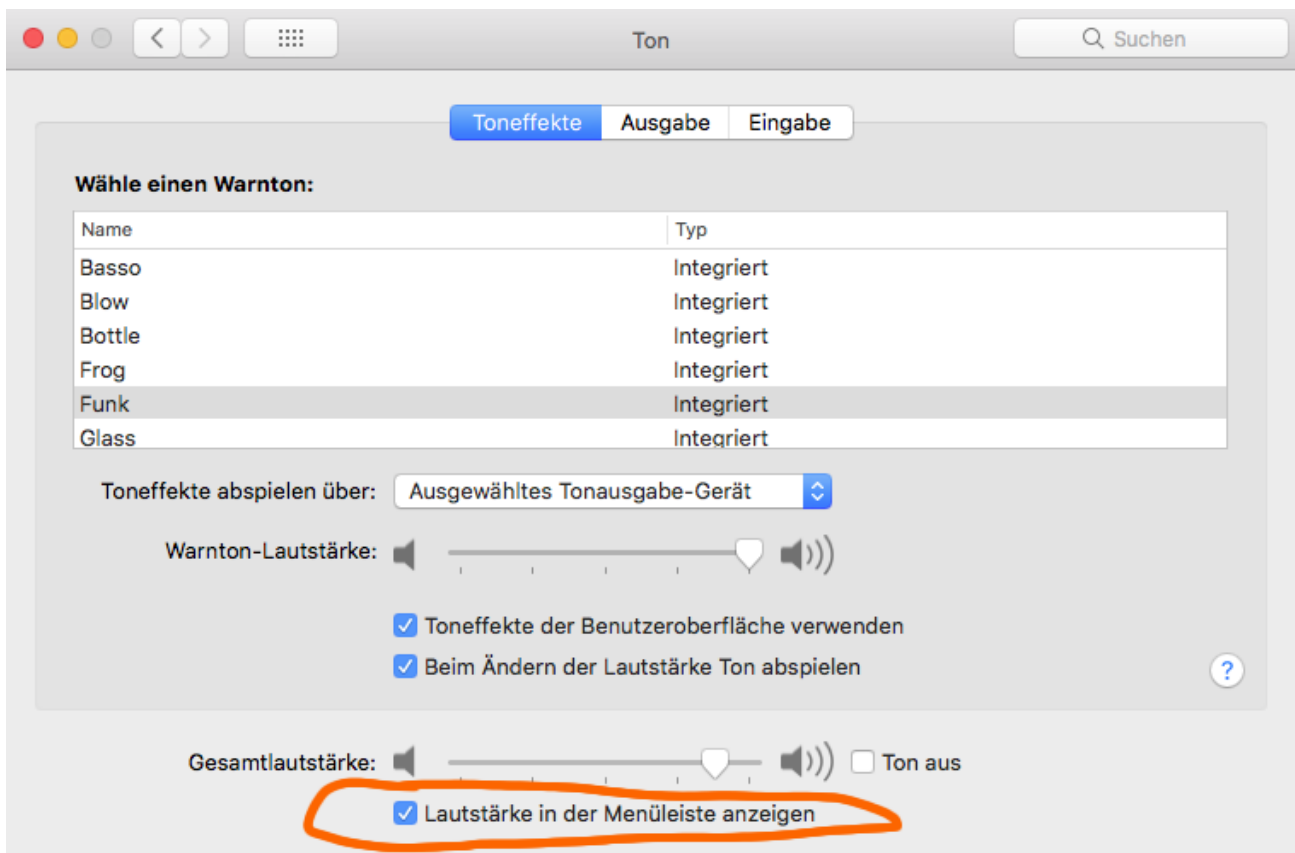 Ton
Suchen
Toneffekte Ausgabe Eingabe
Wähle einen Warnton:
Name Typ
Basso Integriert
Blow Integriert
Bottle Integriert
Frog Integriert
Funk Integriert
Glass Integriert
Toneffekte abspielen über: Ausgewähltes Tonausgabe-Gerät
Warnton-Lautstärke:
Toneffekte der Benutzeroberfläche verwenden
Beim Ändern der Lautstärke Ton abspielen
?
Gesamtlautstärke: Ton aus
Lautstärke in der Menüleiste anzeigen